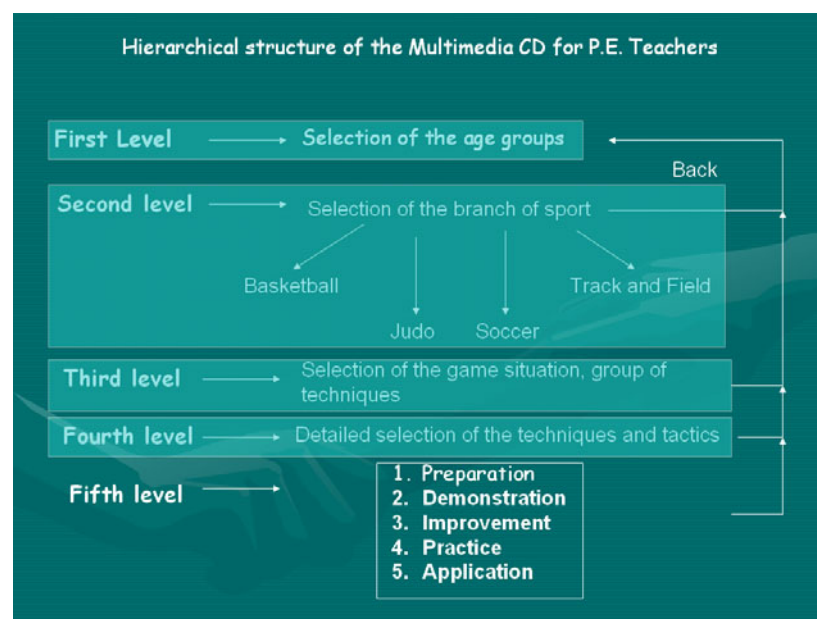 Hierarchical structure of the Multimedia CD for P.E. Teachers
First Level
Selection of the age groups
Back
Second level
Selection of the branch of sport
Basketball
Track and Field
Judo
Soccer
Third level
Selection of the game situation, group of
techniques
Fourth level
Detailed selection of the techniques and tactics
Fifth level
1. Preparation
2. Demonstration
3. Improvement
4. Practice
5. Application